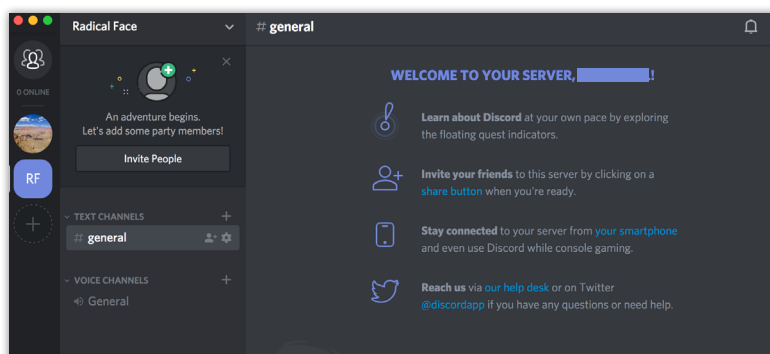 Radical Face
# general
0 ONLINE
An adventure begins.
Let's add some party members!
Invite People
RF
TEXT CHANNELS
# general
VOICE CHANNELS
General
WELCOME TO YOUR SERVER, !
Learn about Discord at your own pace by exploring
the floating quest indicators.
Invite your friends to this server by clicking on a
share button when you're ready.
Stay connected to your server from your smartphone
and even use Discord while console gaming.
Reach us via our help desk or on Twitter
@discordapp if you have any questions or need help.